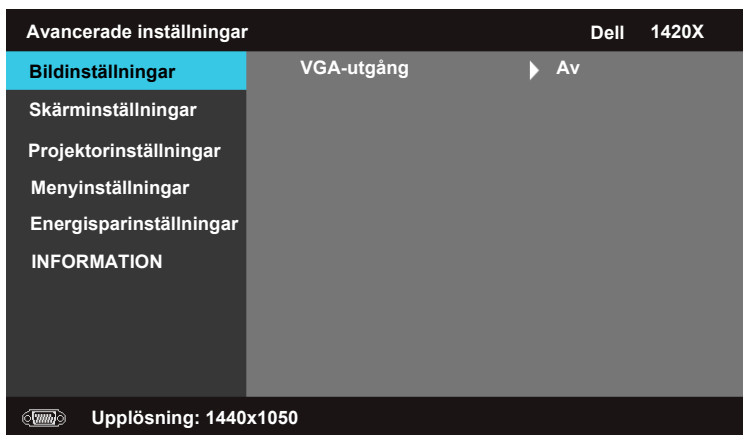 Avancerade inställningar Dell 1420X
Bildinställningar VGA-utgång Av
Skärminställningar
Projektorinställningar
Menyinställningar
Energisparinställningar
INFORMATION
Upplösning: 1440x1050